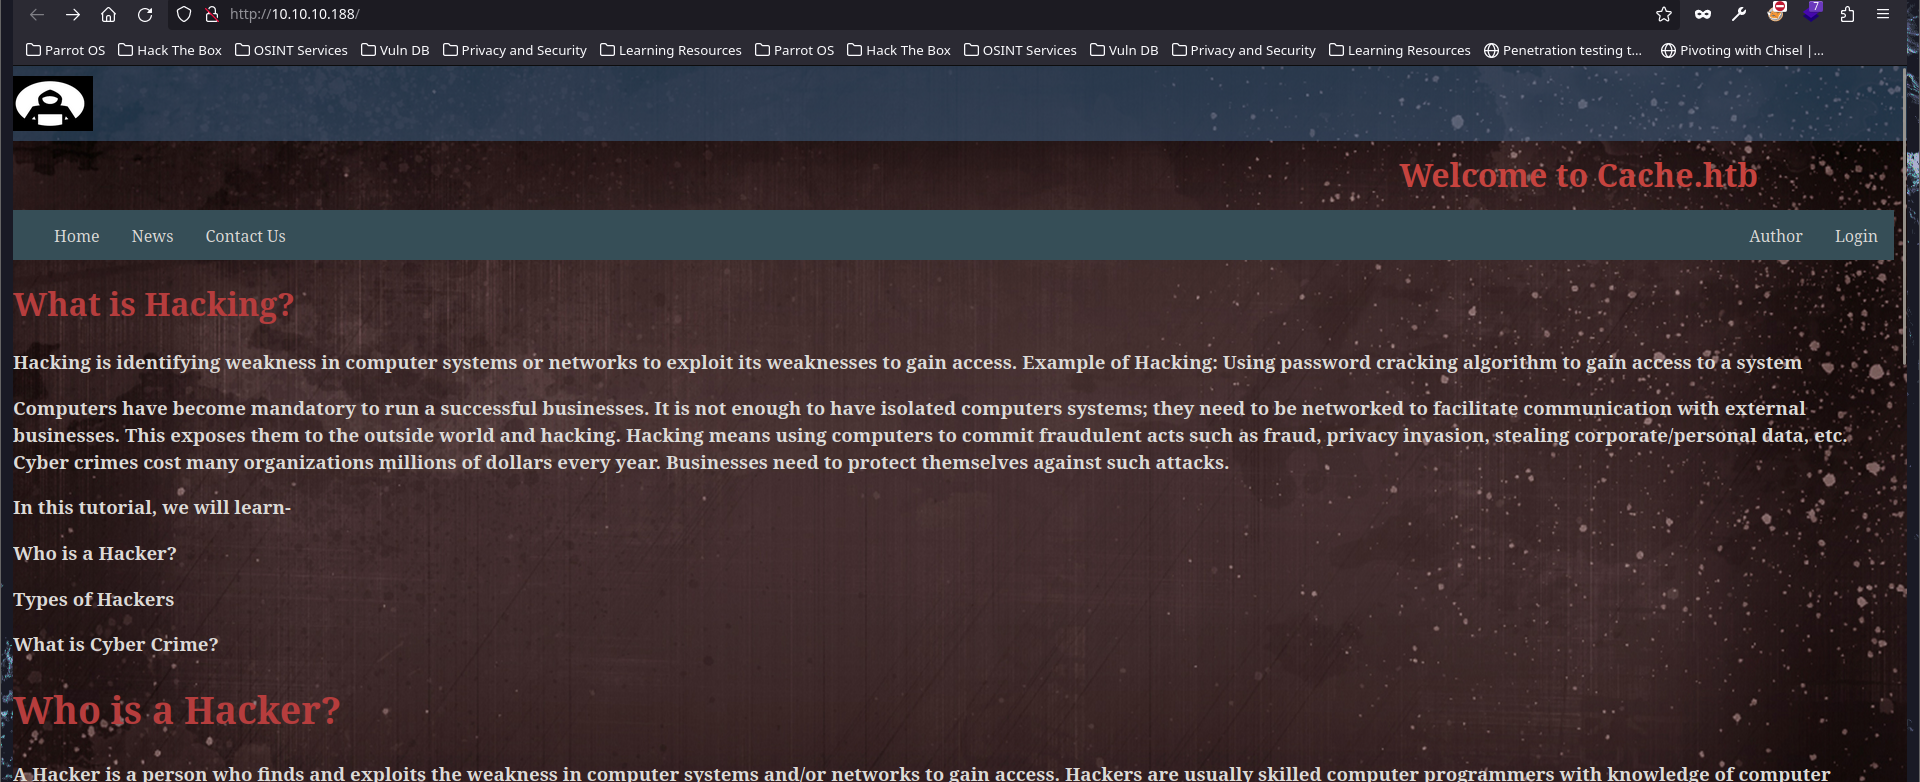 http://10.10.10.188/
7
Parrot OS Hack The Box OSINT Services Vuln DB Privacy and Security Learning Resources Parrot OS Hack The Box OSINT Services Vuln DB Privacy and Security Learning Resources Penetration testing t... Pivoting with Chisel |...
Welcome to Cache.htb
Home News Contact Us Author Login
What is Hacking?
Hacking is identifying weakness in computer systems or networks to exploit its weaknesses to gain access. Example of Hacking: Using password cracking algorithm to gain access to a system
Computers have become mandatory to run a successful businesses. It is not enough to have isolated computers systems; they need to be networked to facilitate communication with external
businesses. This exposes them to the outside world and hacking. Hacking means using computers to commit fraudulent acts such as fraud, privacy invasion, stealing corporate/personal data, etc.
Cyber crimes cost many organizations millions of dollars every year. Businesses need to protect themselves against such attacks.
In this tutorial, we will learn-
Who is a Hacker?
Types of Hackers
What is Cyber Crime?
Who is a Hacker?
A Hacker is a person who finds and exploits the weakness in computer systems and/or networks to gain access. Hackers are usually skilled computer programmers with knowledge of computer